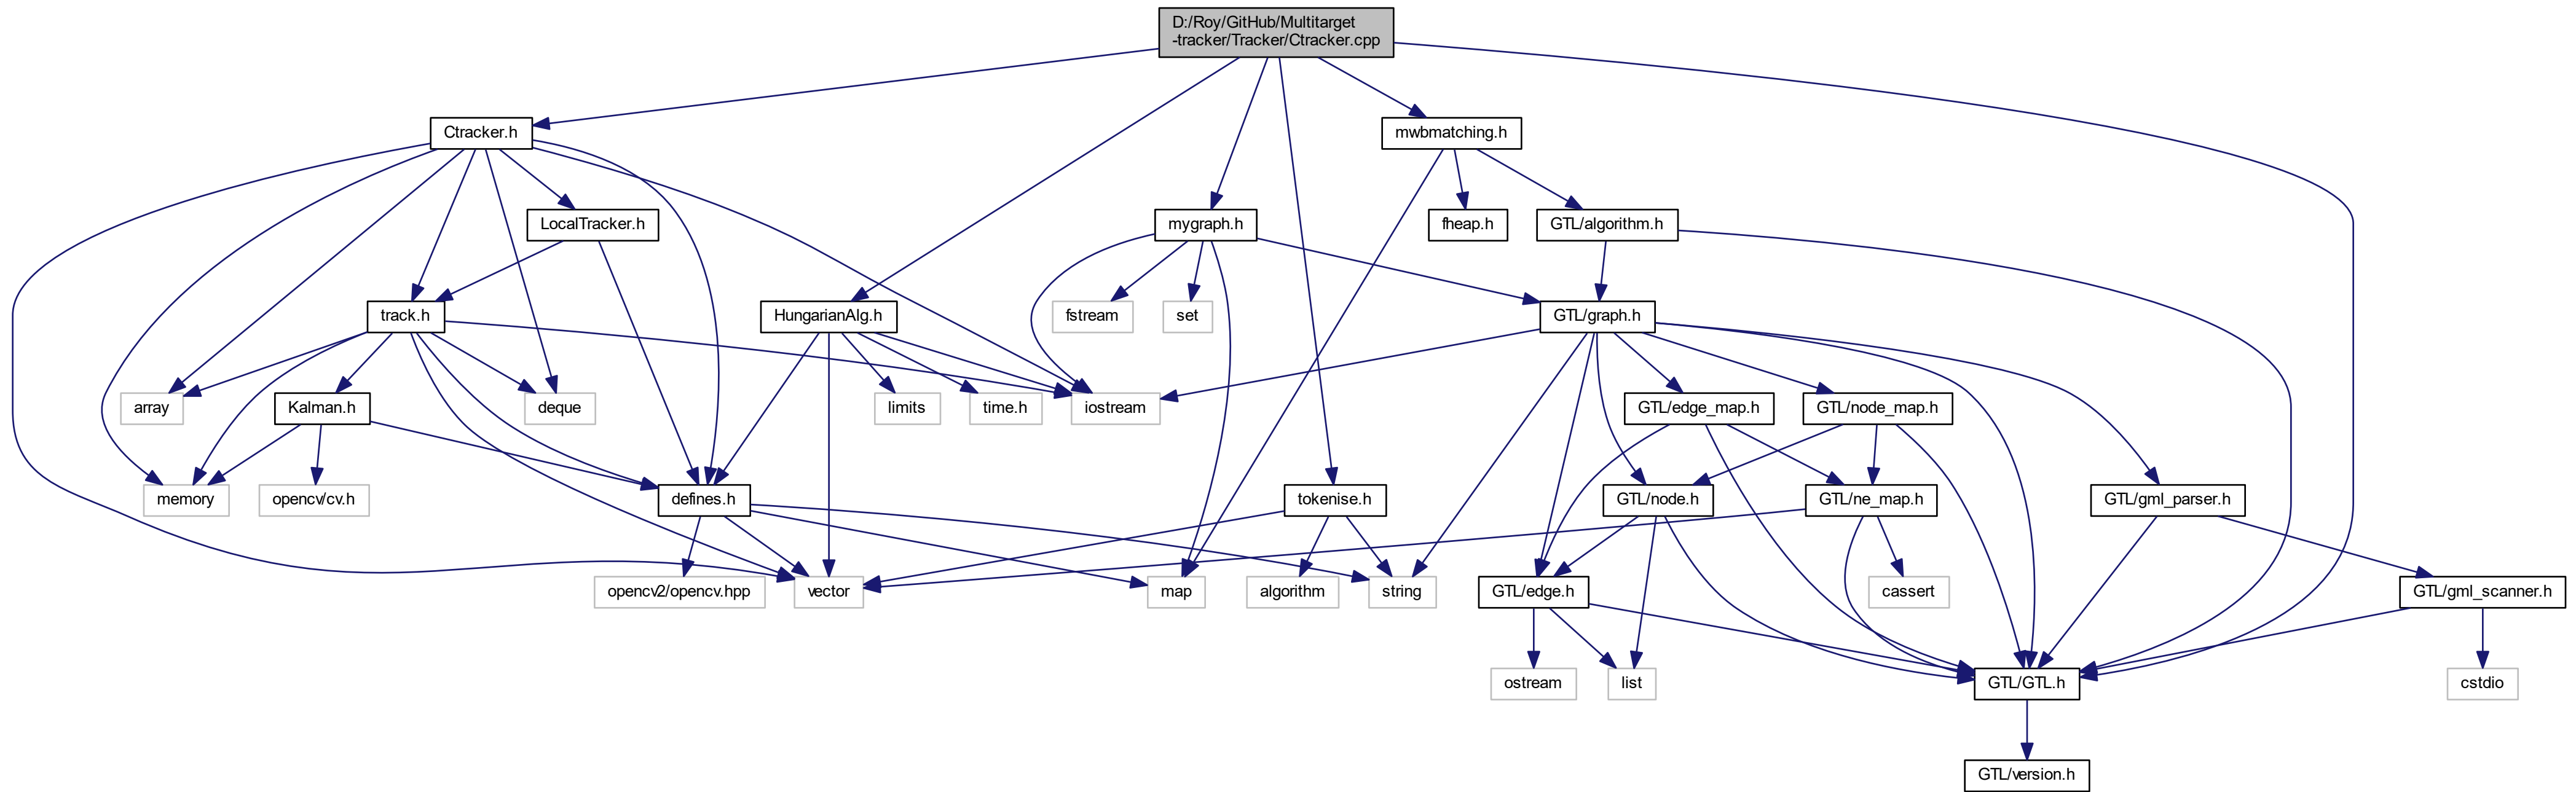 D:/Roy/GitHub/Multitarget
-tracker/Tracker/Ctracker.cpp
Ctracker.h
mwbmatching.h
LocalTracker.h
mygraph.h
fheap.h
GTL/algorithm.h
track.h
HungarianAlg.h
fstream
set
GTL/graph.h
array
Kalman.h
deque
limits
time.h
iostream
GTL/edge_map.h
GTL/node_map.h
memory
opencv/cv.h
defines.h
tokenise.h
GTL/node.h
GTL/ne_map.h
GTL/gml_parser.h
opencv2/opencv.hpp
vector
map
algorithm
string
GTL/edge.h
cassert
GTL/gml_scanner.h
ostream
list
GTL/GTL.h
cstdio
GTL/version.h